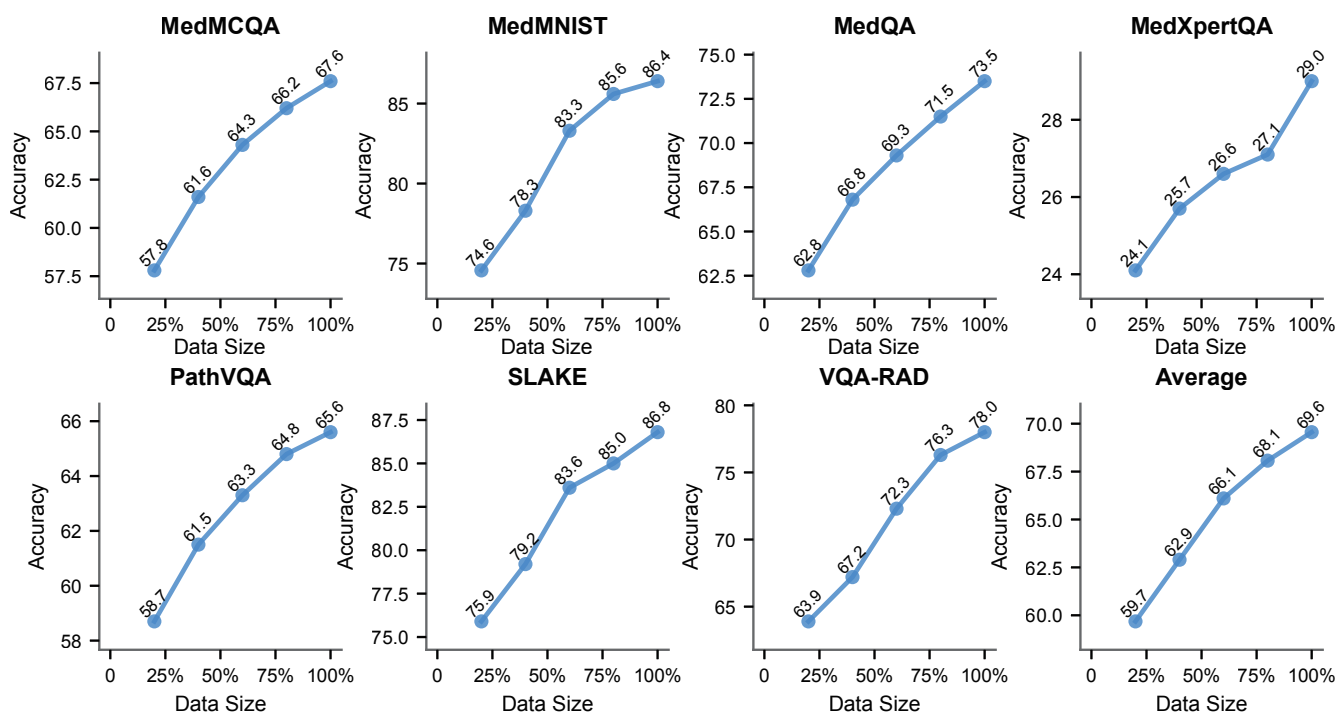 MedMCQA
67.5
65.0
62.5
60.0
57.5
Accuracy
57.8
61.6
64.3
66.2
67.6
0 25% 50% 75% 100%
Data Size
MedMNIST
85
80
75
Accuracy
74.6
78.3
83.3
85.6
86.4
0 25% 50% 75% 100%
Data Size
MedQA
75.0
72.5
70.0
67.5
65.0
62.5
Accuracy
62.8
66.8
69.3
71.5
73.5
0 25% 50% 75% 100%
Data Size
MedXpertQA
28
26
24
Accuracy
24.1
25.7
26.6
27.1
29.0
0 25% 50% 75% 100%
Data Size
PathVQA
66
64
62
60
58
Accuracy
58.7
61.5
63.3
64.8
65.6
0 25% 50% 75% 100%
Data Size
SLAKE
87.5
85.0
82.5
80.0
77.5
75.0
Accuracy
75.9
79.2
83.6
85.0
86.8
0 25% 50% 75% 100%
Data Size
VQA-RAD
80
75
70
65
Accuracy
63.9
67.2
72.3
76.3
78.0
0 25% 50% 75% 100%
Data Size
Average
70.0
67.5
65.0
62.5
60.0
Accuracy
59.7
62.9
66.1
68.1
69.6
0 25% 50% 75% 100%
Data Size